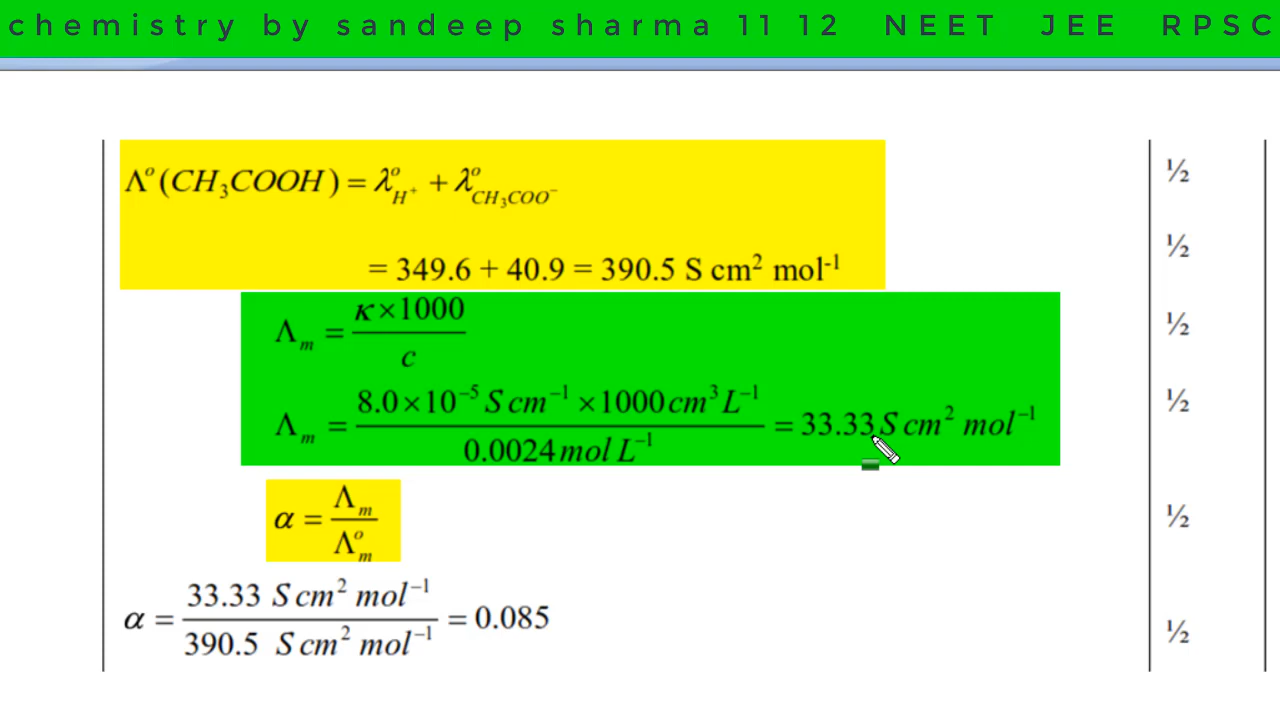 chemistry by sandeep sharma 11 12 NEET JEE RPSC
Λ°(CH₃COOH) = λ°H⁺ + λ°CH₃COO⁻
½
= 349.6 + 40.9 = 390.5 S cm² mol⁻¹
½
Λₘ = κ×1000 / c
½
Λₘ = 8.0×10⁻⁵ S cm⁻¹ ×1000 cm³ L⁻¹ / 0.0024 mol L⁻¹ = 33.33 S cm² mol⁻¹
½
α = Λₘ / Λ°ₘ
½
α = 33.33 S cm² mol⁻¹ / 390.5 S cm² mol⁻¹ = 0.085
½